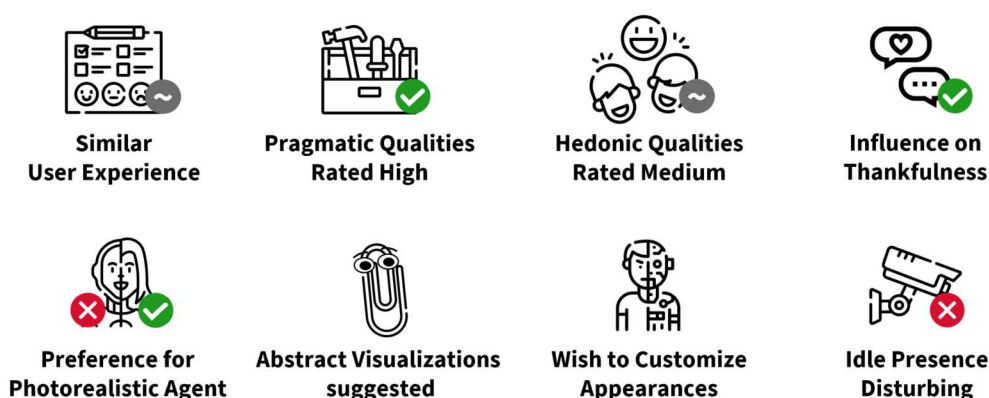 Similar
User Experience
Pragmatic Qualities
Rated High
Hedonic Qualities
Rated Medium
Influence on
Thankfulness
Preference for
Photorealistic Agent
Abstract Visualizations
suggested
Wish to Customize
Appearances
Idle Presence
Disturbing